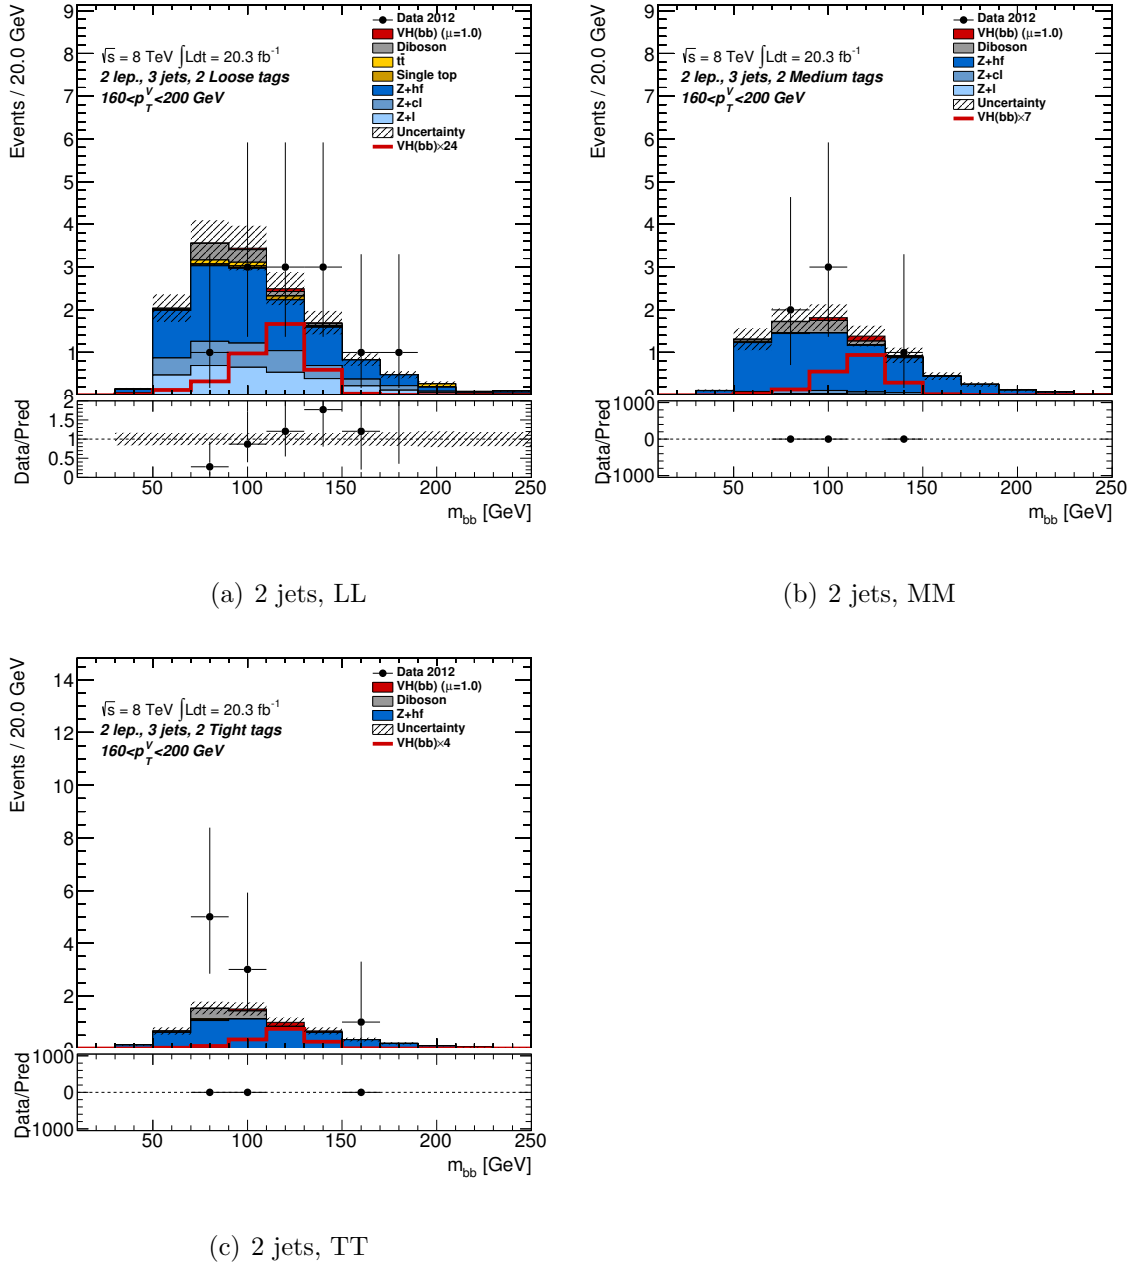 Events / 20.0 GeV
9
8
7
6
5
4
3
2
1
√s = 8 TeV ∫Ldt = 20.3 fb⁻¹
2 lep., 3 jets, 2 Loose tags
160<p_T^V<200 GeV
Data 2012
VH(bb) (μ=1.0)
Diboson
tt̄
Single top
Z+hf
Z+cl
Z+l
Uncertainty
VH(bb)×24
Data/Pred
2
1.5
1
0.5
0
50 100 150 200 250
m_bb [GeV]
(a) 2 jets, LL
Events / 20.0 GeV
9
8
7
6
5
4
3
2
1
√s = 8 TeV ∫Ldt = 20.3 fb⁻¹
2 lep., 3 jets, 2 Medium tags
160<p_T^V<200 GeV
Data 2012
VH(bb) (μ=1.0)
Diboson
Z+hf
Z+cl
Z+l
Uncertainty
VH(bb)×7
Data/Pred
1000
0
1000
50 100 150 200 250
m_bb [GeV]
(b) 2 jets, MM
Events / 20.0 GeV
14
12
10
8
6
4
2
0
√s = 8 TeV ∫Ldt = 20.3 fb⁻¹
2 lep., 3 jets, 2 Tight tags
160<p_T^V<200 GeV
Data 2012
VH(bb) (μ=1.0)
Diboson
Z+hf
Uncertainty
VH(bb)×4
Data/Pred
1000
0
1000
50 100 150 200 250
m_bb [GeV]
(c) 2 jets, TT